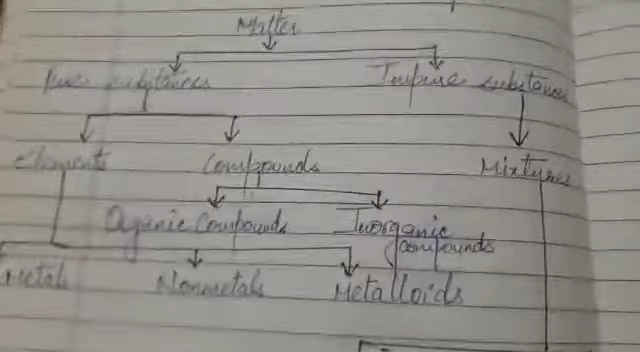 Matter
Pure substances Impure substances
Elements Compounds Mixtures
Organic Compounds Inorganic
compounds
Metals Nonmetals Metalloids